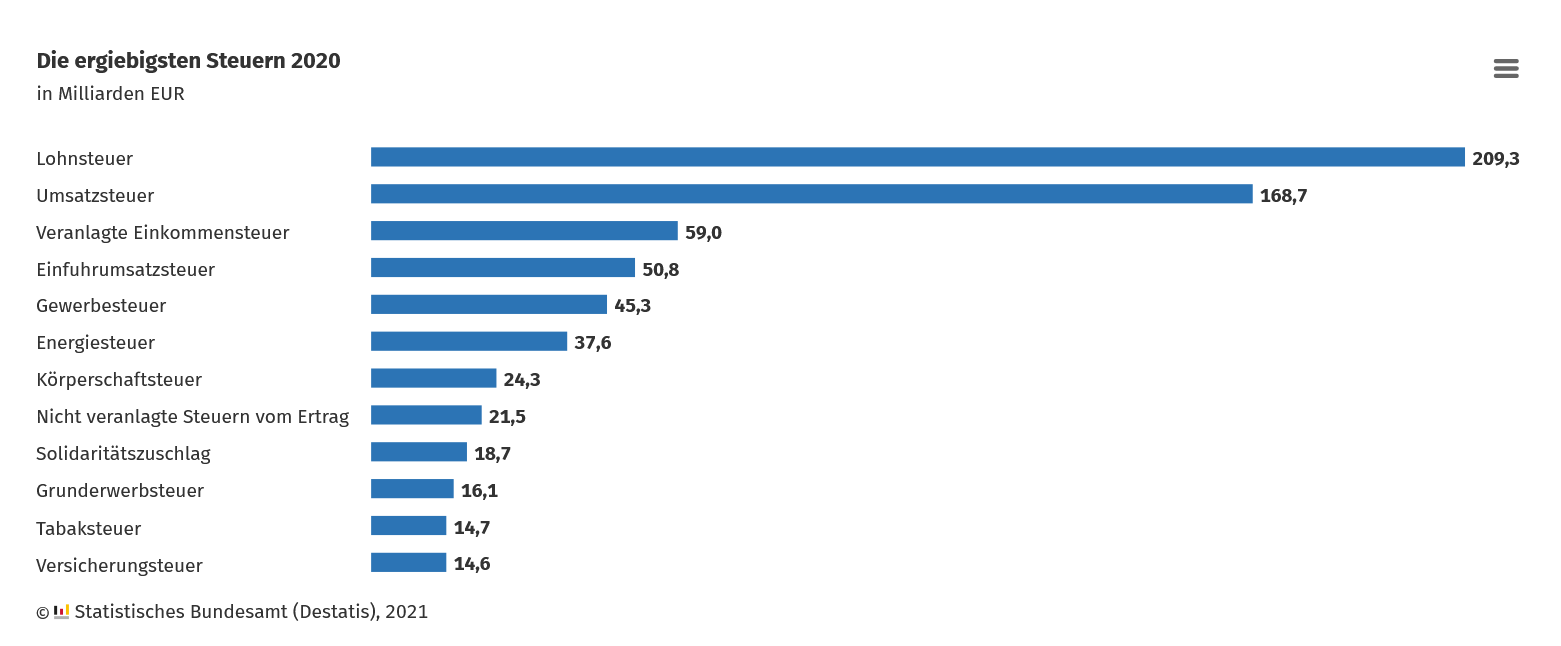 Die ergiebigsten Steuern 2020
in Milliarden EUR
Lohnsteuer 209,3
Umsatzsteuer 168,7
Veranlagte Einkommensteuer 59,0
Einfuhrumsatzsteuer 50,8
Gewerbesteuer 45,3
Energiesteuer 37,6
Körperschaftsteuer 24,3
Nicht veranlagte Steuern vom Ertrag 21,5
Solidaritätszuschlag 18,7
Grunderwerbsteuer 16,1
Tabaksteuer 14,7
Versicherungsteuer 14,6
© Statistisches Bundesamt (Destatis), 2021